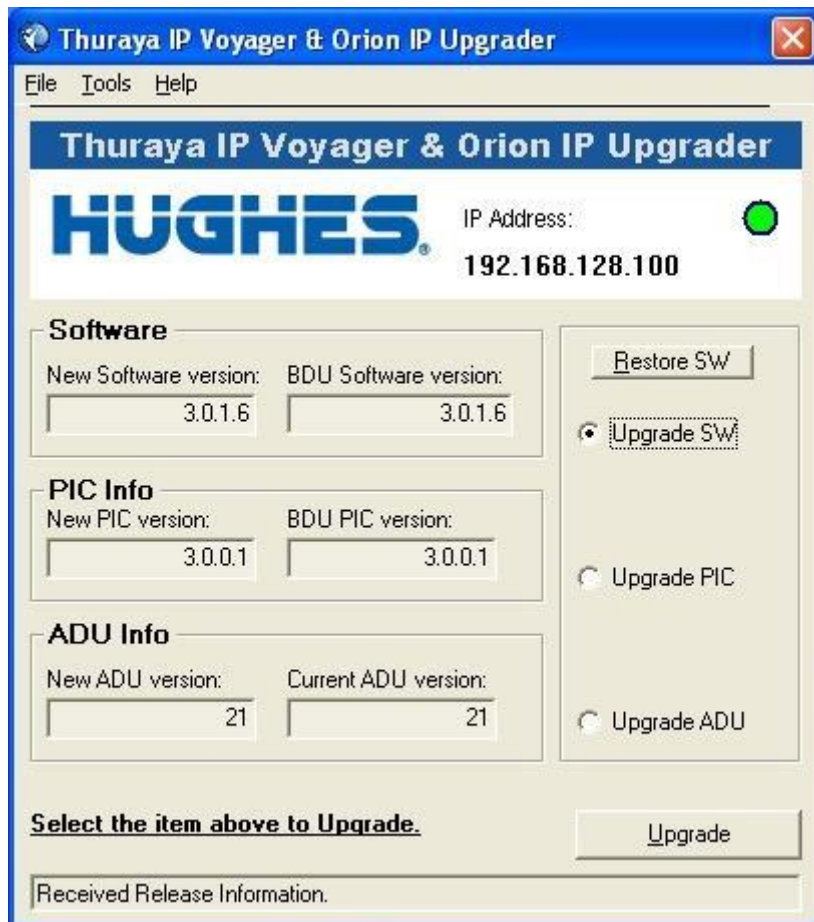 Thuraya IP Voyager & Orion IP Upgrader
File Tools Help
Thuraya IP Voyager & Orion IP Upgrader
HUGHES®
IP Address:
192.168.128.100
Software
New Software version: BDU Software version:
3.0.1.6 3.0.1.6
PIC Info
New PIC version: BDU PIC version:
3.0.0.1 3.0.0.1
ADU Info
New ADU version: Current ADU version:
21 21
Restore SW
Upgrade SW
Upgrade PIC
Upgrade ADU
Select the item above to Upgrade.
Upgrade
Received Release Information.